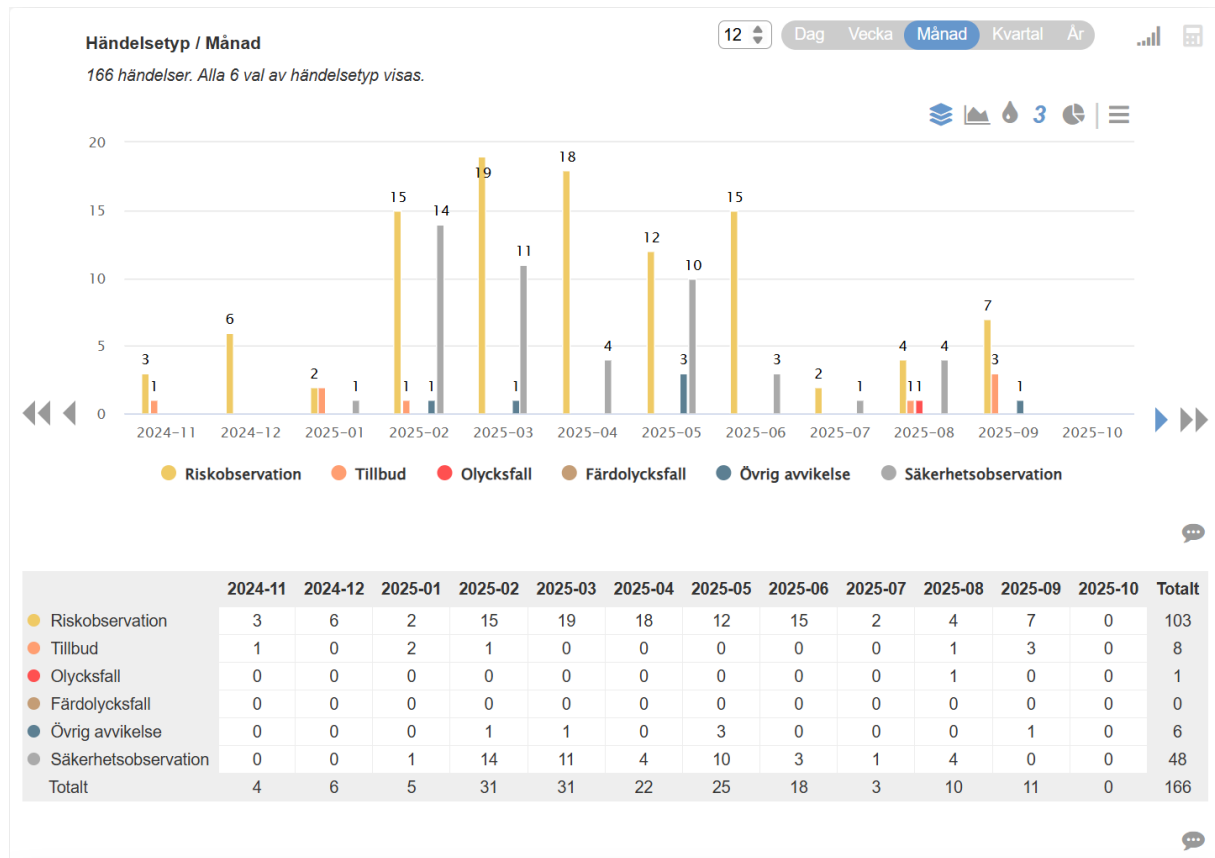 12 Dag Vecka Månad Kvartal År
Händelsetyp / Månad
166 händelser. Alla 6 val av händelsetyp visas.
3
20
15
10
5
0
3 1
6
2 1
15 1 1 14
19 1 11
18 4
12 3 10
15 3
2 1
4 1 1 4
7 3 1
2024-11 2024-12 2025-01 2025-02 2025-03 2025-04 2025-05 2025-06 2025-07 2025-08 2025-09 2025-10
Riskobservation Tillbud Olycksfall Färdolycksfall Övrig avvikelse Säkerhetsobservation
2024-11 2024-12 2025-01 2025-02 2025-03 2025-04 2025-05 2025-06 2025-07 2025-08 2025-09 2025-10 Totalt
Riskobservation 3 6 2 15 19 18 12 15 2 4 7 0 103
Tillbud 1 0 2 1 0 0 0 0 0 1 3 0 8
Olycksfall 0 0 0 0 0 0 0 0 0 1 0 0 1
Färdolycksfall 0 0 0 0 0 0 0 0 0 0 0 0 0
Övrig avvikelse 0 0 0 1 1 0 3 0 0 0 1 0 6
Säkerhetsobservation 0 0 1 14 11 4 10 3 1 4 0 0 48
Totalt 4 6 5 31 31 22 25 18 3 10 11 0 166